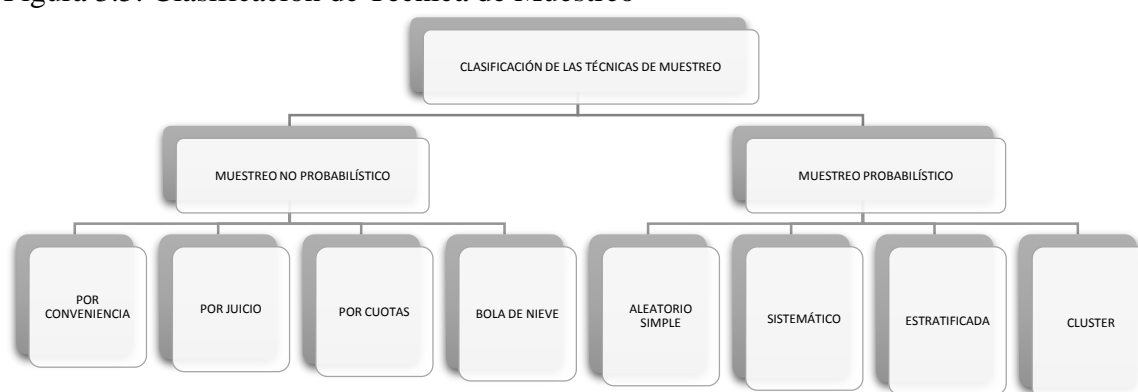 Figura 3.3: Clasificación de Técnica de Muestreo
CLASIFICACIÓN DE LAS TÉCNICAS DE MUESTREO
MUESTREO NO PROBABILÍSTICO
MUESTREO PROBABILÍSTICO
POR
CONVENIENCIA
POR JUICIO
POR CUOTAS
BOLA DE NIEVE
ALEATORIO
SIMPLE
SISTEMÁTICO
ESTRATIFICADA
CLUSTER